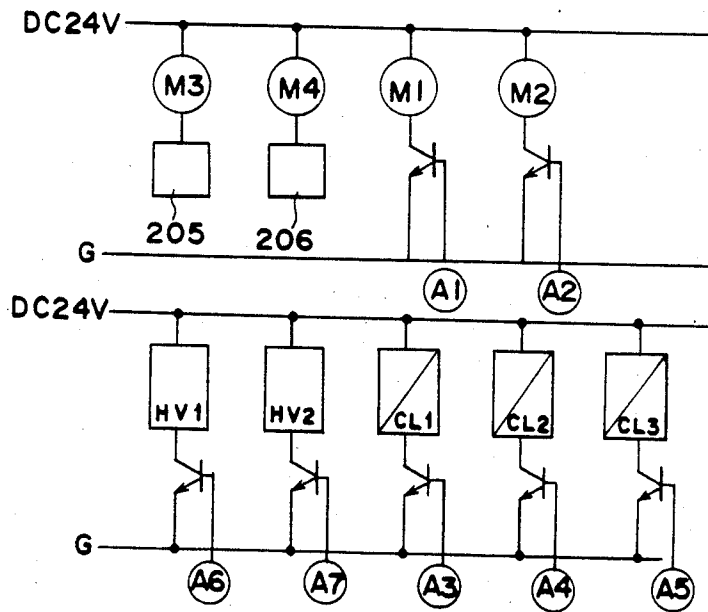 DC24V
M3 M4 M1 M2
205 206
G
A1 A2
DC24V
HV1 HV2 CL1 CL2 CL3
G
A6 A7 A3 A4 A5